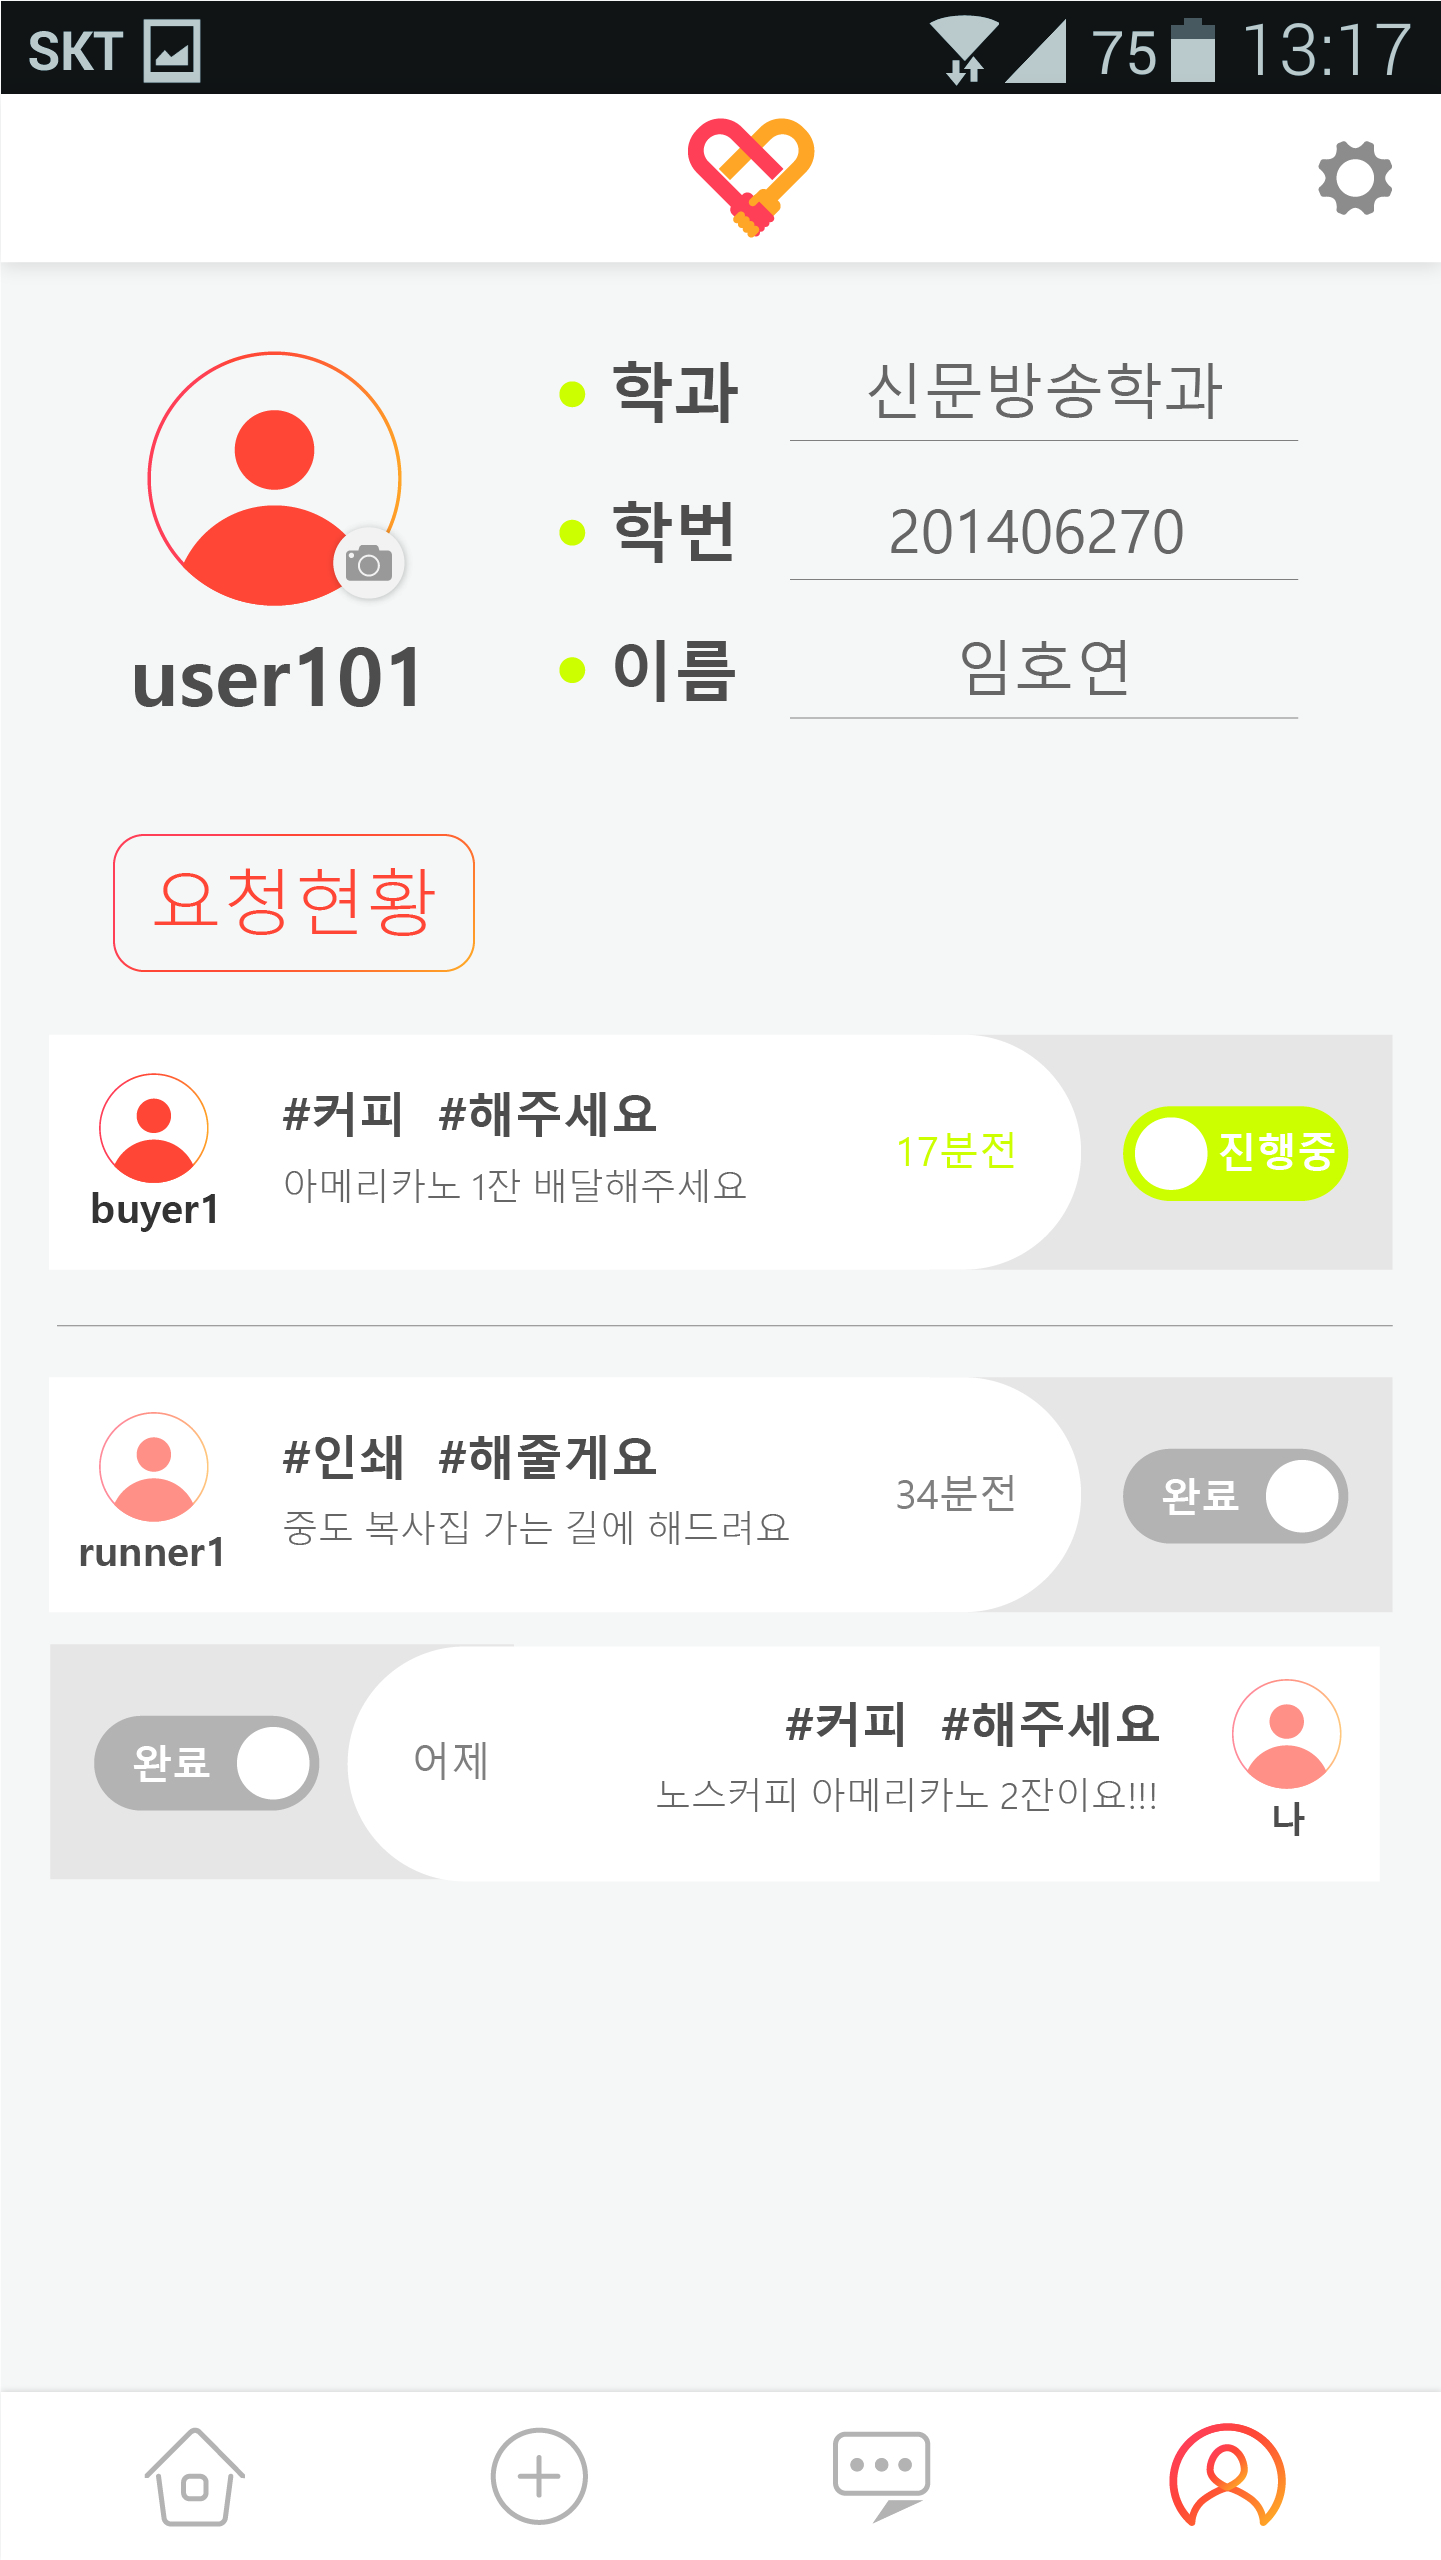 SKT 75 13:17
학과 신문방송학과
학번 201406270
이름 임호연
user101
요청현황
#커피 #해주세요
아메리카노 1잔 배달해주세요
buyer1
17분전
진행중
#인쇄 #해줄게요
중도 복사집 가는 길에 해드려요
runner1
34분전
완료
완료
어제
#커피 #해주세요
노스커피 아메리카노 2잔이요!!!
나